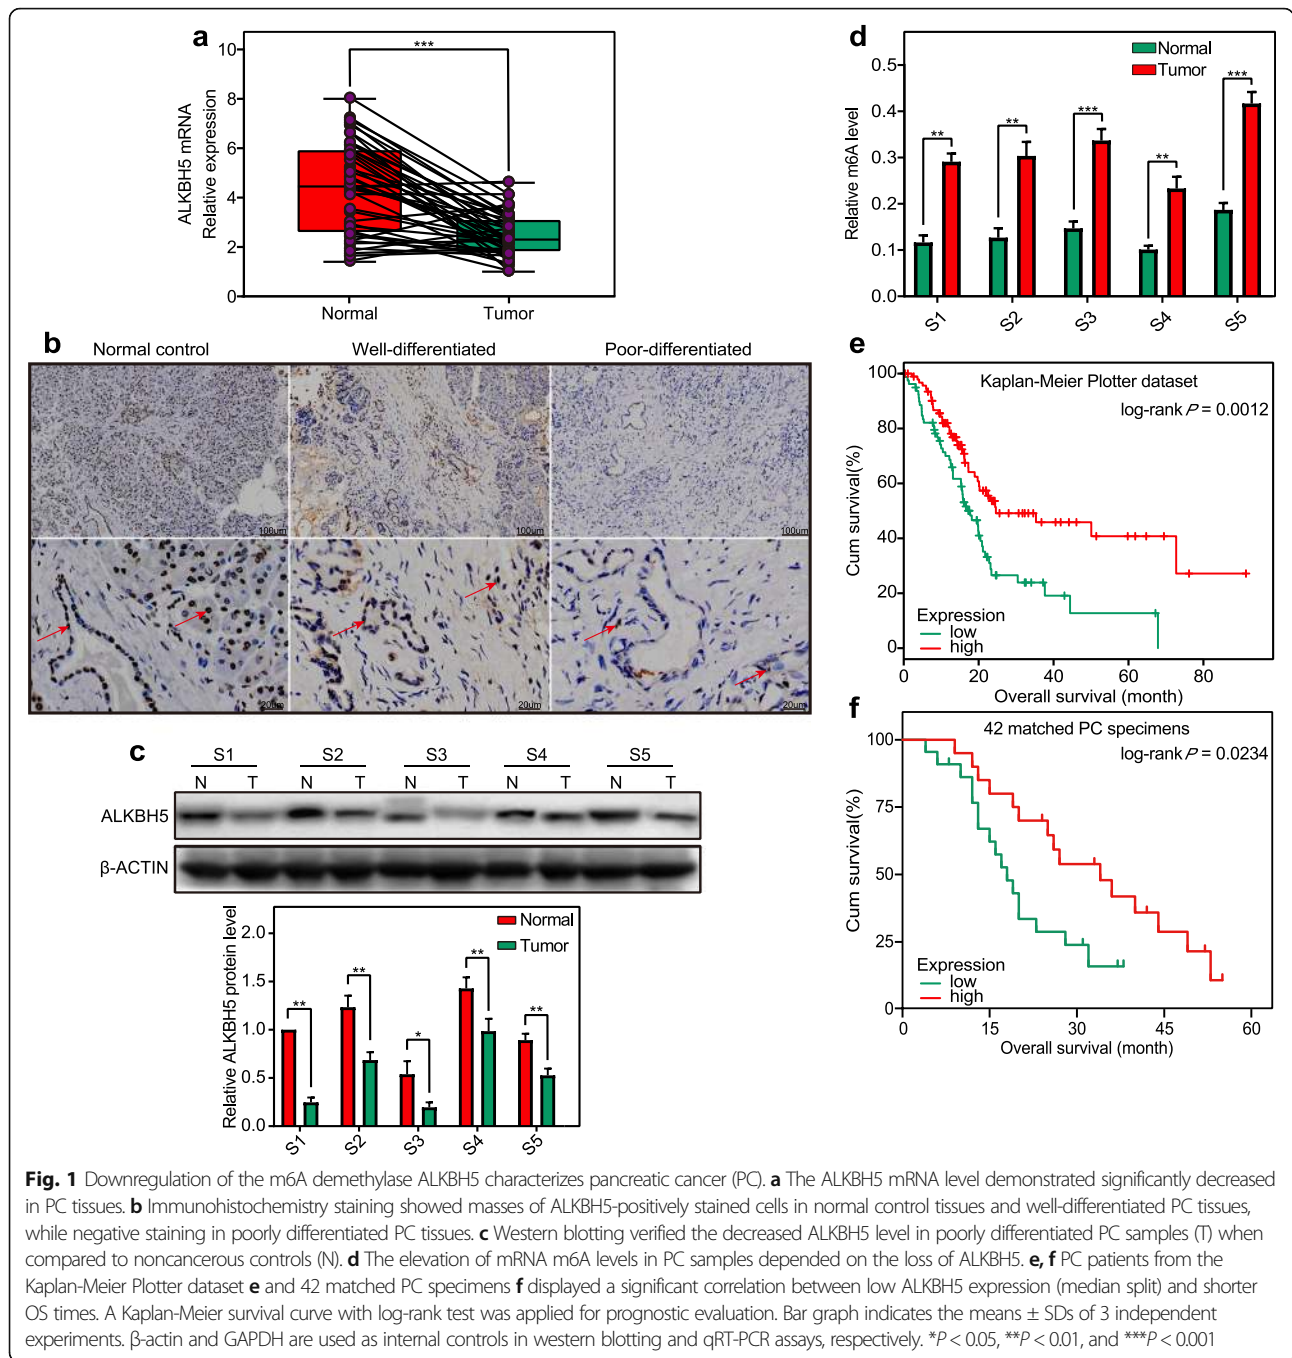 a
10
8
6
4
2
0
ALKBH5 mRNA
Relative expression
***
Normal
Tumor
b
Normal control
Well-differentiated
Poor-differentiated
100um
100um
100um
20um
20um
20um
c
S1
S2
S3
S4
S5
N
T
N
T
N
T
N
T
N
T
ALKBH5
β-ACTIN
Relative ALKBH5 protein level
2.0
1.5
1.0
0.5
0.0
Normal
Tumor
**
**
*
**
**
S1
S2
S3
S4
S5
d
Normal
Tumor
Relative m6A level
0.5
0.4
0.3
0.2
0.1
0.0
**
**
***
**
***
S1
S2
S3
S4
S5
e
Kaplan-Meier Plotter dataset
log-rank P = 0.0012
Cum survival(%)
100
80
60
40
20
0
Expression
low
high
0
20
40
60
80
Overall survival (month)
f
42 matched PC specimens
log-rank P = 0.0234
Cum survival(%)
100
75
50
25
0
Expression
low
high
0
15
30
45
60
Overall survival (month)
Fig. 1 Downregulation of the m6A demethylase ALKBH5 characterizes pancreatic cancer (PC). a The ALKBH5 mRNA level demonstrated significantly decreased
in PC tissues. b Immunohistochemistry staining showed masses of ALKBH5-positively stained cells in normal control tissues and well-differentiated PC tissues,
while negative staining in poorly differentiated PC tissues. c Western blotting verified the decreased ALKBH5 level in poorly differentiated PC samples (T) when
compared to noncancerous controls (N). d The elevation of mRNA m6A levels in PC samples depended on the loss of ALKBH5. e, f PC patients from the
Kaplan-Meier Plotter dataset e and 42 matched PC specimens f displayed a significant correlation between low ALKBH5 expression (median split) and shorter
OS times. A Kaplan-Meier survival curve with log-rank test was applied for prognostic evaluation. Bar graph indicates the means ± SDs of 3 independent
experiments. β-actin and GAPDH are used as internal controls in western blotting and qRT-PCR assays, respectively. *P < 0.05, **P < 0.01, and ***P < 0.001